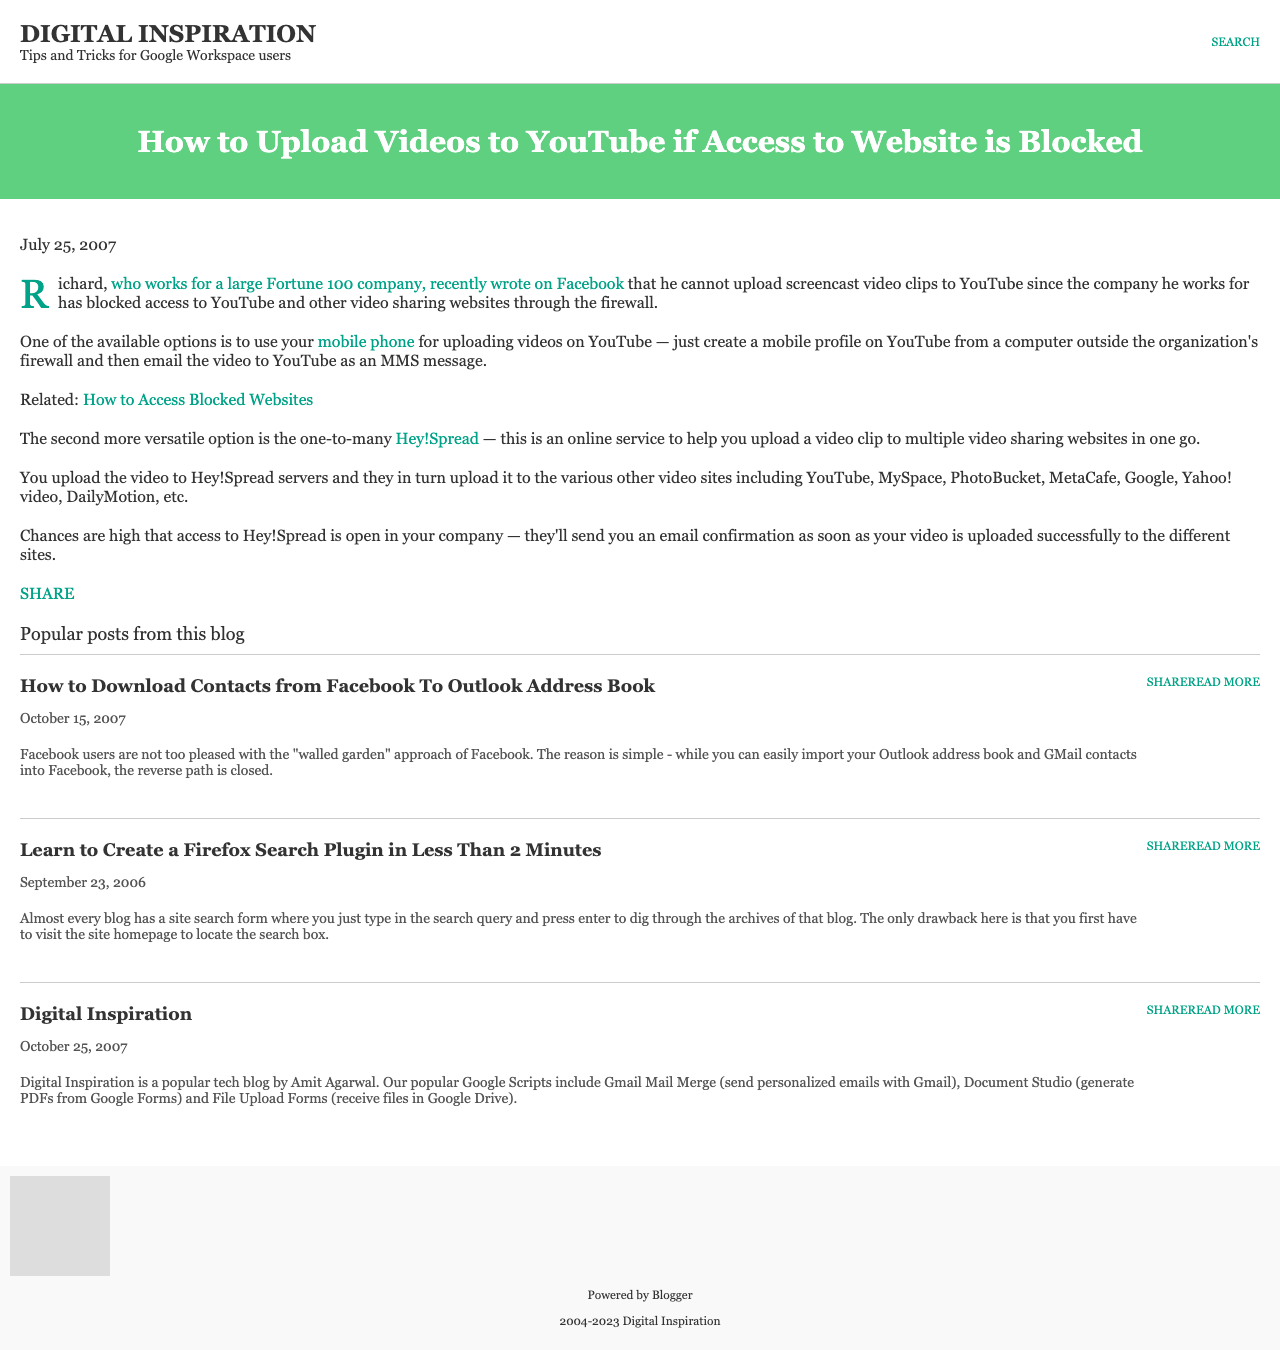 DIGITAL INSPIRATION
Tips and Tricks for Google Workspace users
SEARCH
How to Upload Videos to YouTube if Access to Website is Blocked
July 25, 2007
Richard, who works for a large Fortune 100 company, recently wrote on Facebook that he cannot upload screencast video clips to YouTube since the company he works for
has blocked access to YouTube and other video sharing websites through the firewall.
One of the available options is to use your mobile phone for uploading videos on YouTube — just create a mobile profile on YouTube from a computer outside the organization's
firewall and then email the video to YouTube as an MMS message.
Related: How to Access Blocked Websites
The second more versatile option is the one-to-many Hey!Spread — this is an online service to help you upload a video clip to multiple video sharing websites in one go.
You upload the video to Hey!Spread servers and they in turn upload it to the various other video sites including YouTube, MySpace, PhotoBucket, MetaCafe, Google, Yahoo!
video, DailyMotion, etc.
Chances are high that access to Hey!Spread is open in your company — they'll send you an email confirmation as soon as your video is uploaded successfully to the different
sites.
SHARE
Popular posts from this blog
How to Download Contacts from Facebook To Outlook Address Book
SHAREREAD MORE
October 15, 2007
Facebook users are not too pleased with the "walled garden" approach of Facebook. The reason is simple - while you can easily import your Outlook address book and GMail contacts
into Facebook, the reverse path is closed.
Learn to Create a Firefox Search Plugin in Less Than 2 Minutes
SHAREREAD MORE
September 23, 2006
Almost every blog has a site search form where you just type in the search query and press enter to dig through the archives of that blog. The only drawback here is that you first have
to visit the site homepage to locate the search box.
Digital Inspiration
SHAREREAD MORE
October 25, 2007
Digital Inspiration is a popular tech blog by Amit Agarwal. Our popular Google Scripts include Gmail Mail Merge (send personalized emails with Gmail), Document Studio (generate
PDFs from Google Forms) and File Upload Forms (receive files in Google Drive).
Powered by Blogger
2004-2023 Digital Inspiration